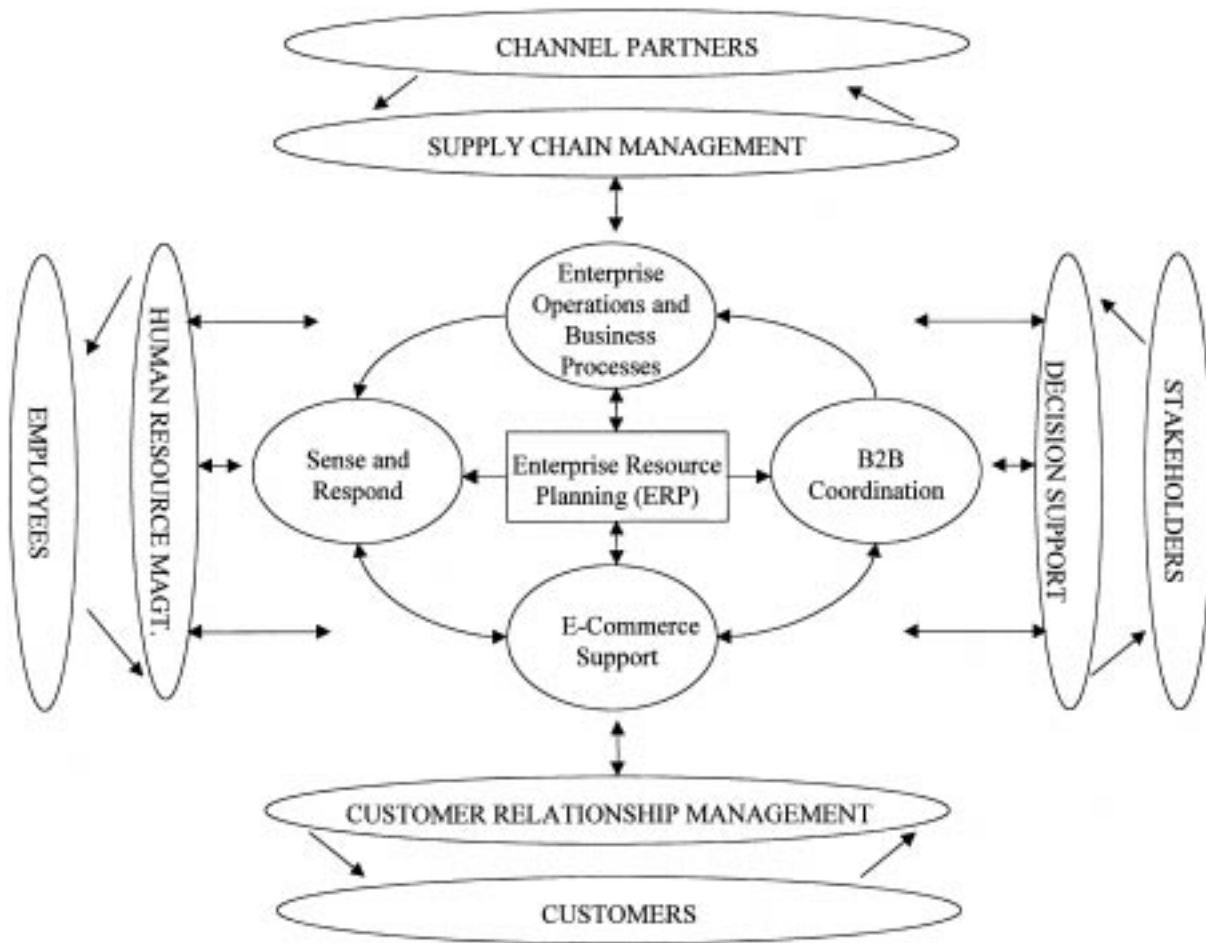 CHANNEL PARTNERS
SUPPLY CHAIN MANAGEMENT
Enterprise
Operations and
Business
Processes
EMPLOYEES
HUMAN RESOURCE MAGT.
Sense and
Respond
Enterprise Resource
Planning (ERP)
B2B
Coordination
DECISION SUPPORT
STAKEHOLDERS
E-Commerce
Support
CUSTOMER RELATIONSHIP MANAGEMENT
CUSTOMERS